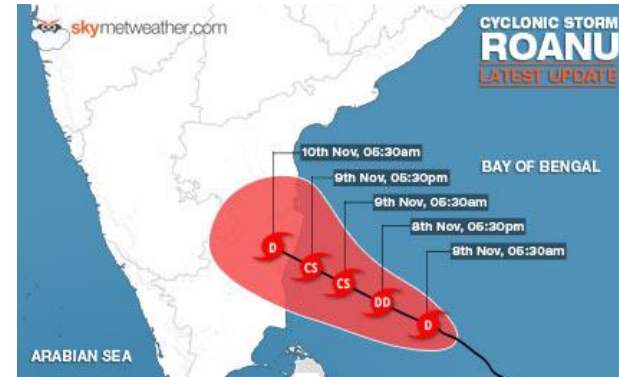 skymetweather.com
CYCLONIC STORM
ROANU
LATEST UPDATE
10th Nov, 05:30am
9th Nov, 05:30pm
9th Nov, 05:30am
8th Nov, 05:30pm
8th Nov, 05:30am
BAY OF BENGAL
D
CS
CS
DD
D
ARABIAN SEA